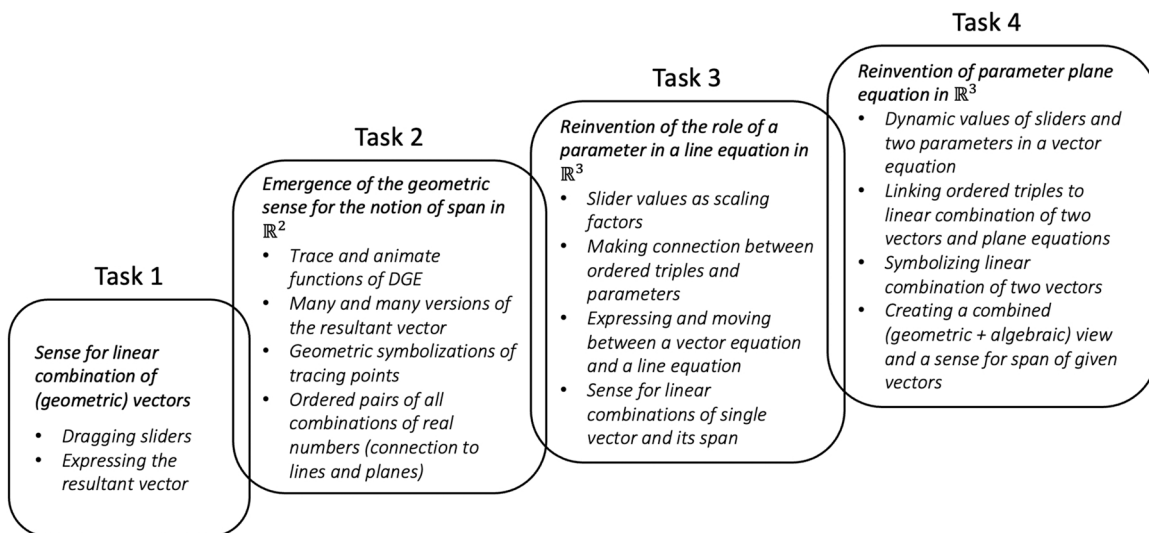 Task 1
Sense for linear
combination of
(geometric) vectors
• Dragging sliders
• Expressing the
resultant vector
Task 2
Emergence of the geometric
sense for the notion of span in
ℝ²
• Trace and animate
functions of DGE
• Many and many versions of
the resultant vector
• Geometric symbolizations of
tracing points
• Ordered pairs of all
combinations of real
numbers (connection to
lines and planes)
Task 3
Reinvention of the role of a
parameter in a line equation in
ℝ³
• Slider values as scaling
factors
• Making connection between
ordered triples and
parameters
• Expressing and moving
between a vector equation
and a line equation
• Sense for linear
combinations of single
vector and its span
Task 4
Reinvention of parameter plane
equation in ℝ³
• Dynamic values of sliders and
two parameters in a vector
equation
• Linking ordered triples to
linear combination of two
vectors and plane equations
• Symbolizing linear
combination of two vectors
• Creating a combined
(geometric + algebraic) view
and a sense for span of given
vectors